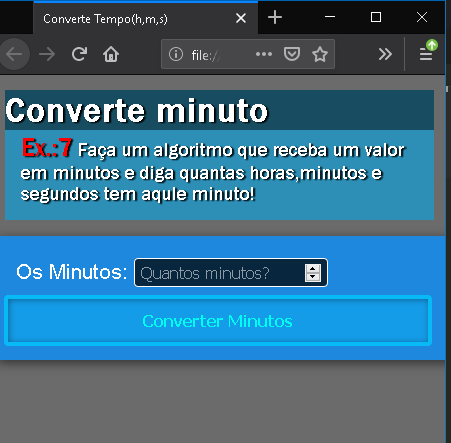 Converte Tempo(h,m,s)
file:/
Converte minuto
Ex.:7 Faça um algoritmo que receba um valor
em minutos e diga quantas horas,minutos e
segundos tem aqule minuto!
Os Minutos: Quantos minutos?
Converter Minutos